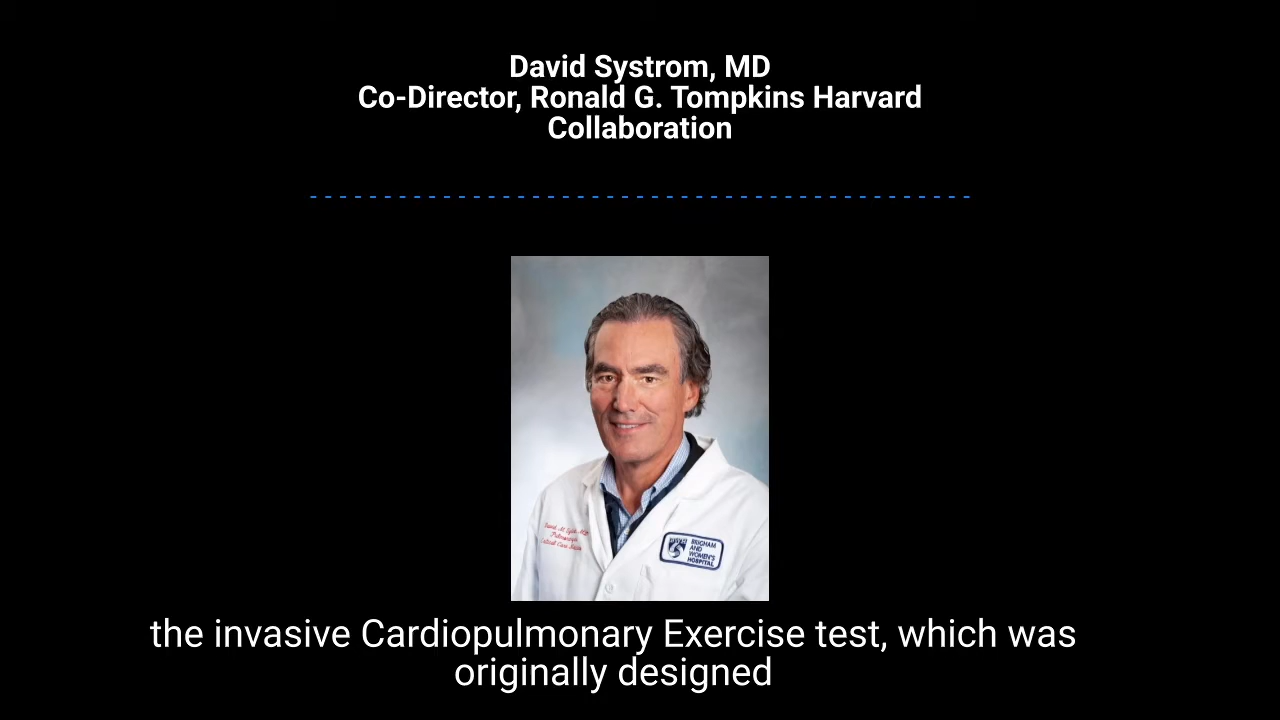 David Systrom, MD
Co-Director, Ronald G. Tompkins Harvard
Collaboration
BRIGHAM
AND
WOMEN'S
HOSPITAL
the invasive Cardiopulmonary Exercise test, which was
originally designed